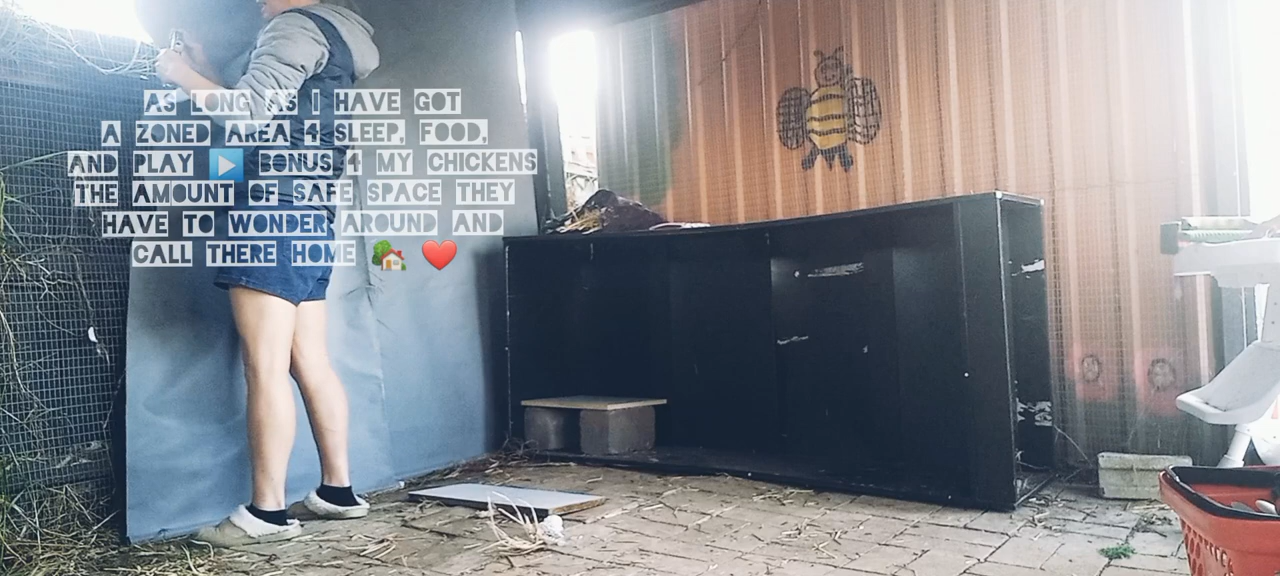 AS LONG AS I HAVE GOT
A ZONED AREA 4 SLEEP, FOOD,
AND PLAY ▶️ BONUS 4 MY CHICKENS
THE AMOUNT OF SAFE SPACE THEY
HAVE TO WONDER AROUND AND
CALL THERE HOME 🏡 ❤️